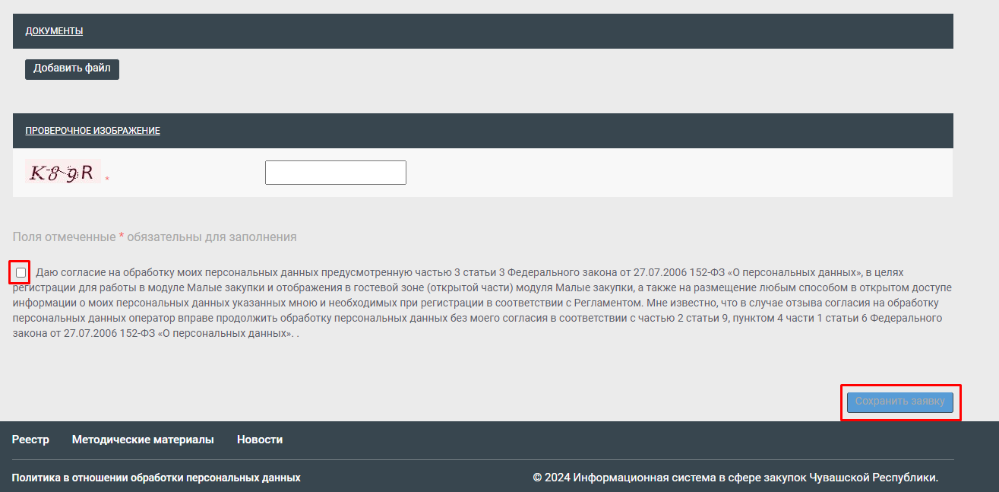 ДОКУМЕНТЫ
Добавить файл
ПРОВЕРОЧНОЕ ИЗОБРАЖЕНИЕ
K89R *
Поля отмеченные * обязательны для заполнения
Даю согласие на обработку моих персональных данных предусмотренную частью 3 статьи 3 Федерального закона от 27.07.2006 152-ФЗ «О персональных данных», в целях
регистрации для работы в модуле Малые закупки и отображения в гостевой зоне (открытой части) модуля Малые закупки, а также на размещение любым способом в открытом доступе
информации о моих персональных данных указанных мною и необходимых при регистрации в соответствии с Регламентом. Мне известно, что в случае отзыва согласия на обработку
персональных данных оператор вправе продолжить обработку персональных данных без моего согласия в соответствии с частью 2 статьи 9, пунктом 4 части 1 статьи 6 Федерального
закона от 27.07.2006 152-ФЗ «О персональных данных». .
Сохранить заявку
Реестр Методические материалы Новости
Политика в отношении обработки персональных данных © 2024 Информационная система в сфере закупок Чувашской Республики.